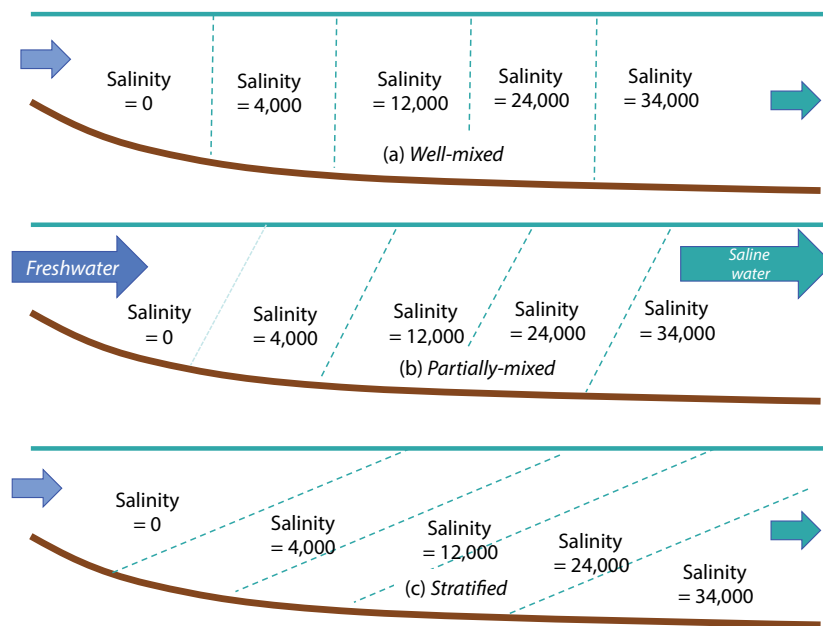 Salinity
= 0
Salinity
= 4,000
Salinity
= 12,000
Salinity
= 24,000
Salinity
= 34,000
(a) Well-mixed
Freshwater
Saline
water
Salinity
= 0
Salinity
= 4,000
Salinity
= 12,000
Salinity
= 24,000
Salinity
= 34,000
(b) Partially-mixed
Salinity
= 0
Salinity
= 4,000
Salinity
= 12,000
Salinity
= 24,000
Salinity
= 34,000
(c) Stratified